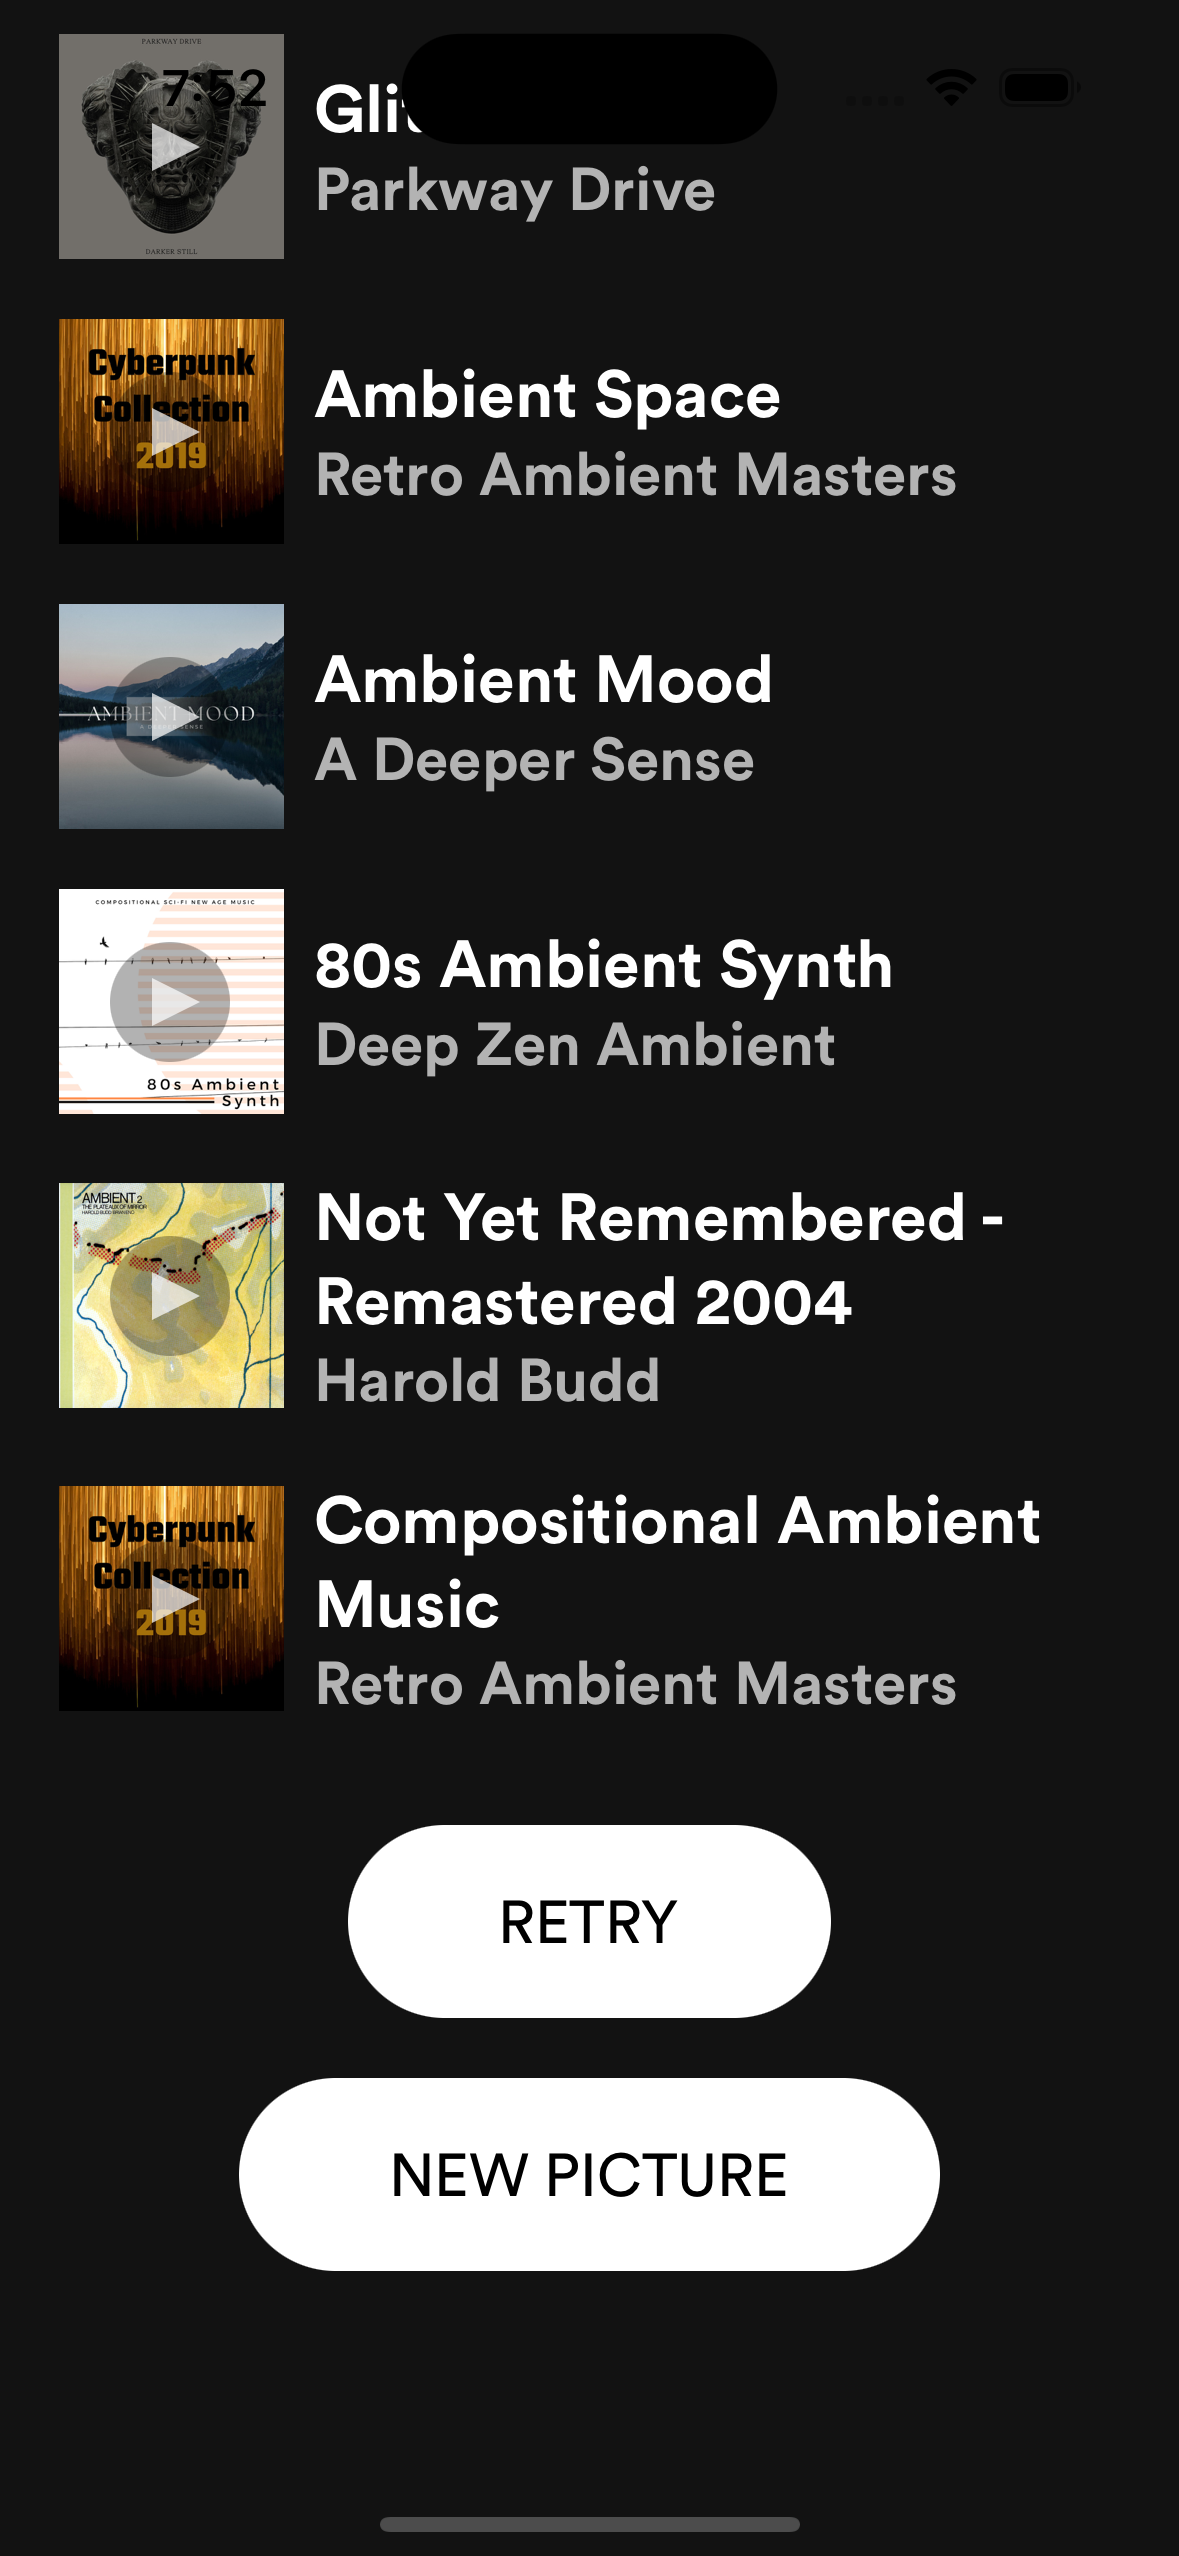 PARKWAY DRIVE
7:52
Parkway Drive
DARKER STILL
Cyberpunk
Collection
2019
Ambient Space
Retro Ambient Masters
AMBIENT MOOD
A DEEPER SENSE
Ambient Mood
A Deeper Sense
COMPOSITIONAL SCI-FI NEW AGE MUSIC
80s Ambient
Synth
80s Ambient Synth
Deep Zen Ambient
AMBIENT 2
THE PLATEAUX OF MIRROR
HAROLD BUDD BRIAN ENO
Not Yet Remembered -
Remastered 2004
Harold Budd
Cyberpunk
Collection
2019
Compositional Ambient
Music
Retro Ambient Masters
RETRY
NEW PICTURE